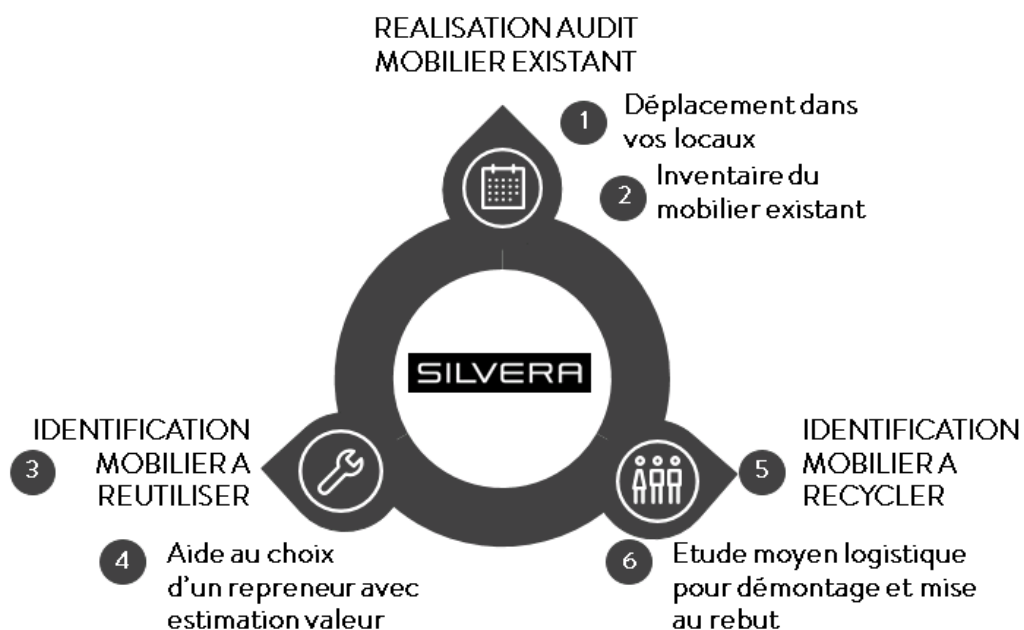 REALISATION AUDIT
MOBILIER EXISTANT
1
Déplacement dans
vos locaux
2
Inventaire du
mobilier existant
SILVERA
3
IDENTIFICATION
MOBILIER A
REUTILISER
4
Aide au choix
d'un repreneur avec
estimation valeur
5
IDENTIFICATION
MOBILIER A
RECYCLER
6
Etude moyen logistique
pour démontage et mise
au rebut